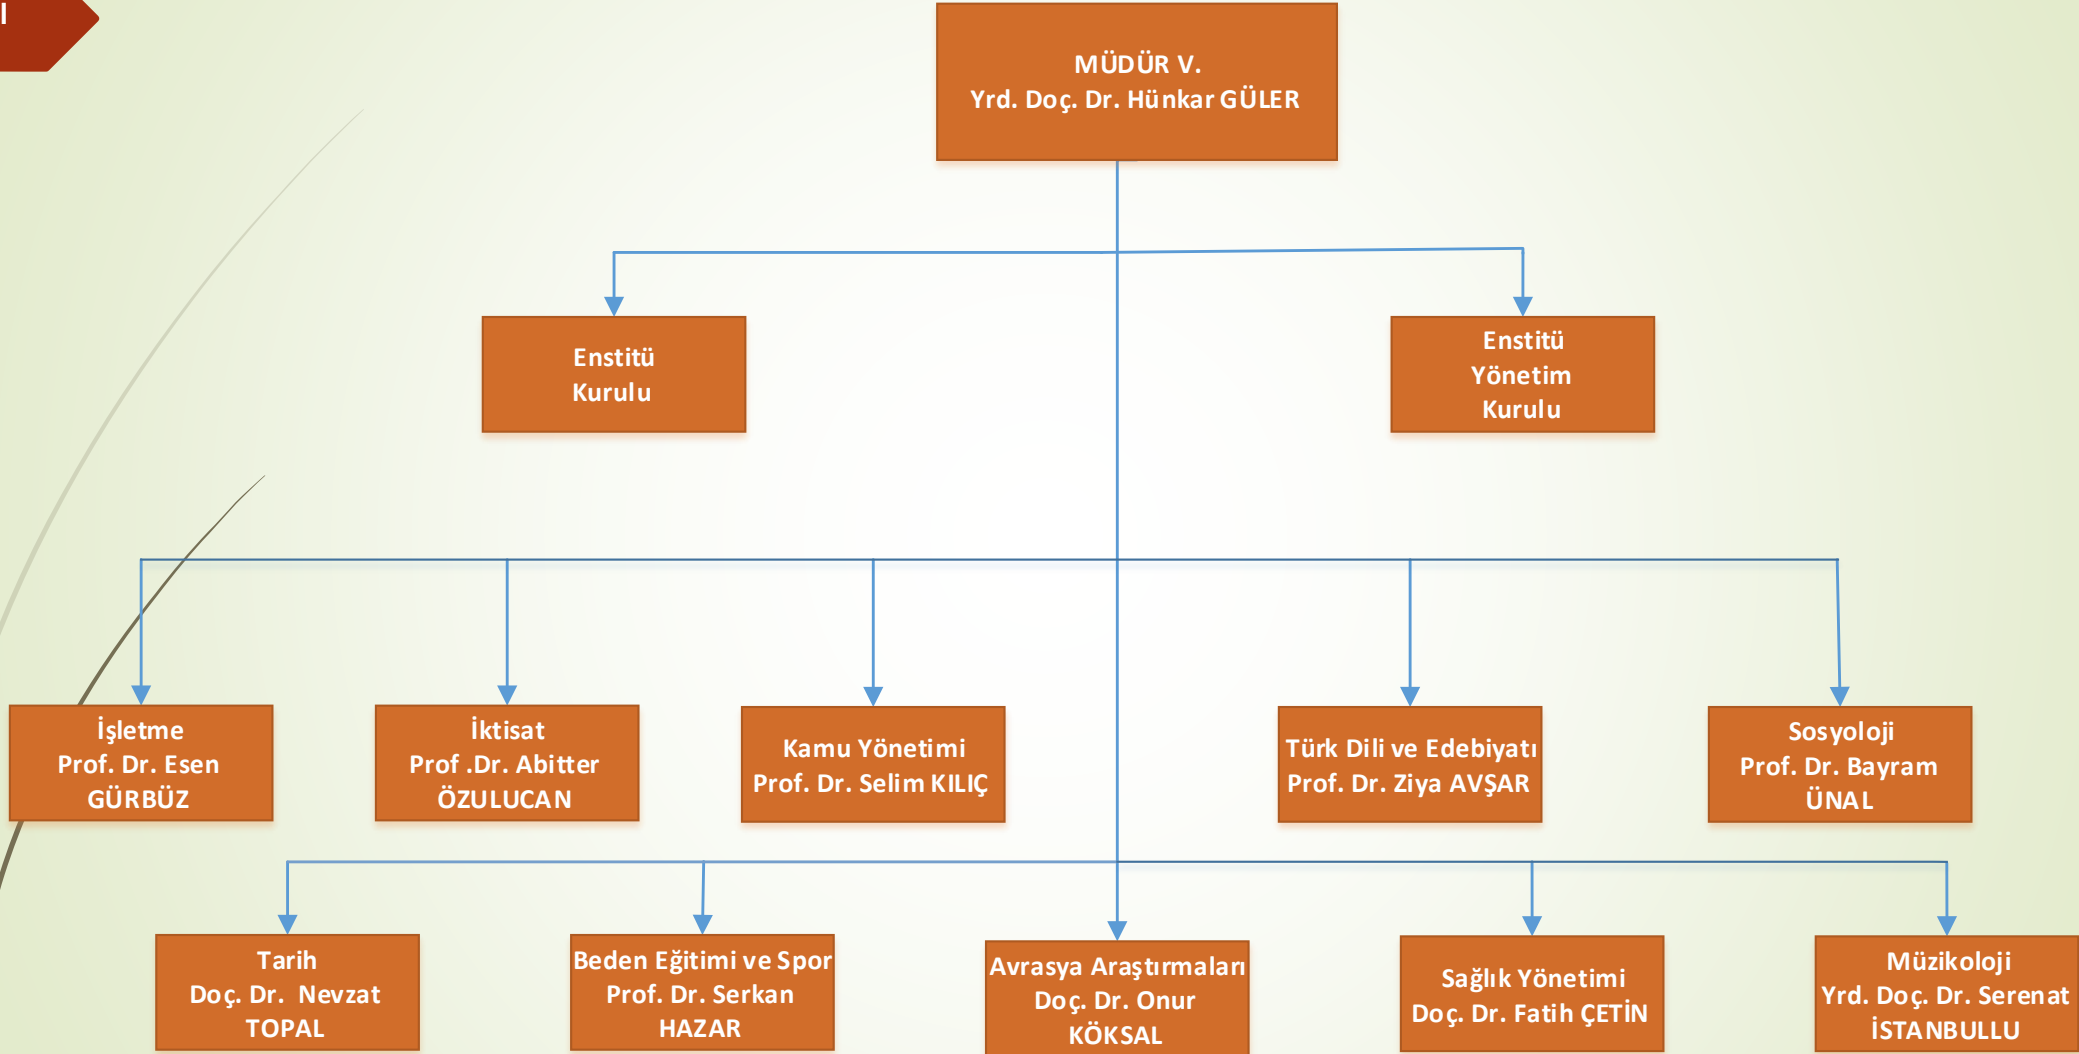 MÜDÜR V.
Yrd. Doç. Dr. Hünkar GÜLER
Enstitü
Kurulu
Enstitü
Yönetim
Kurulu
İşletme
Prof. Dr. Esen
GÜRBÜZ
İktisat
Prof .Dr. Abitter
ÖZULUCAN
Kamu Yönetimi
Prof. Dr. Selim KILIÇ
Türk Dili ve Edebiyatı
Prof. Dr. Ziya AVŞAR
Sosyoloji
Prof. Dr. Bayram
ÜNAL
Tarih
Doç. Dr. Nevzat
TOPAL
Beden Eğitimi ve Spor
Prof. Dr. Serkan
HAZAR
Avrasya Araştırmaları
Doç. Dr. Onur
KÖKSAL
Sağlık Yönetimi
Doç. Dr. Fatih ÇETİN
Müzikoloji
Yrd. Doç. Dr. Serenat
İSTANBULLU